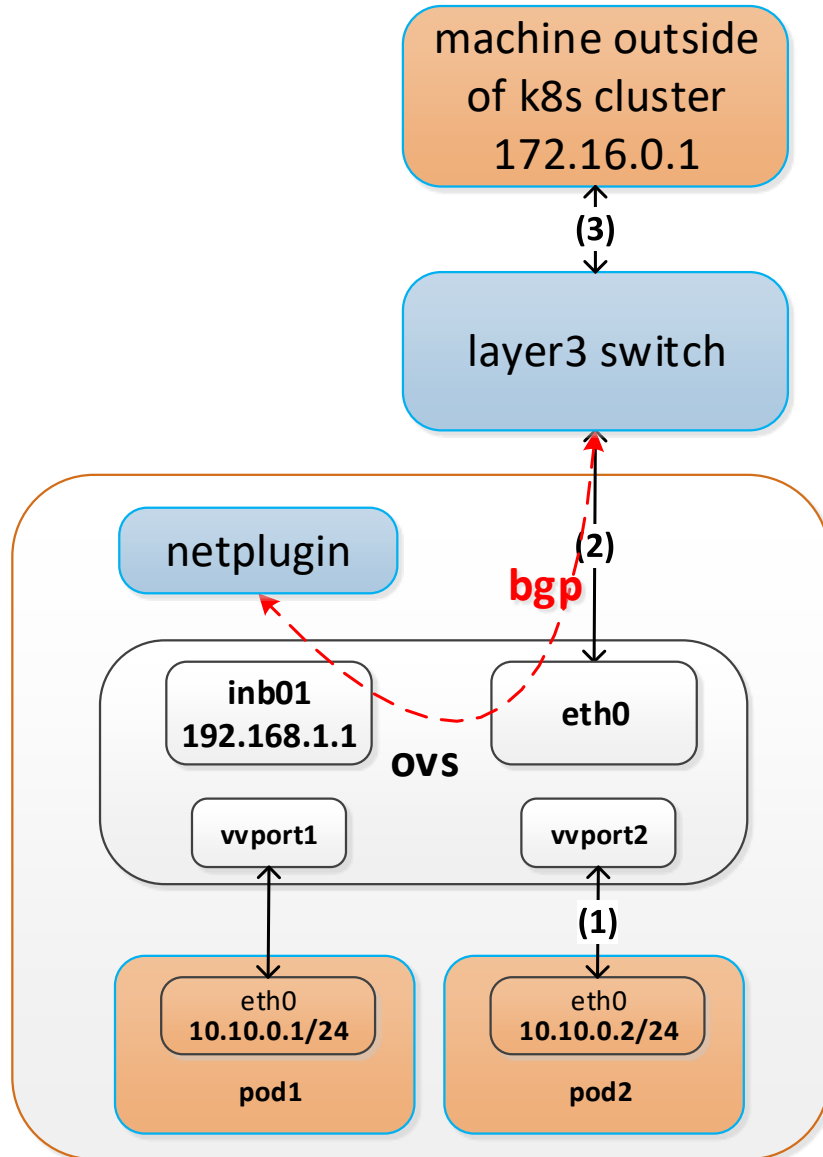 machine outside
of k8s cluster
172.16.0.1
(3)
layer3 switch
netplugin
(2)
bgp
inb01
192.168.1.1
eth0
ovs
vvport1
vvport2
(1)
eth0
10.10.0.1/24
pod1
eth0
10.10.0.2/24
pod2